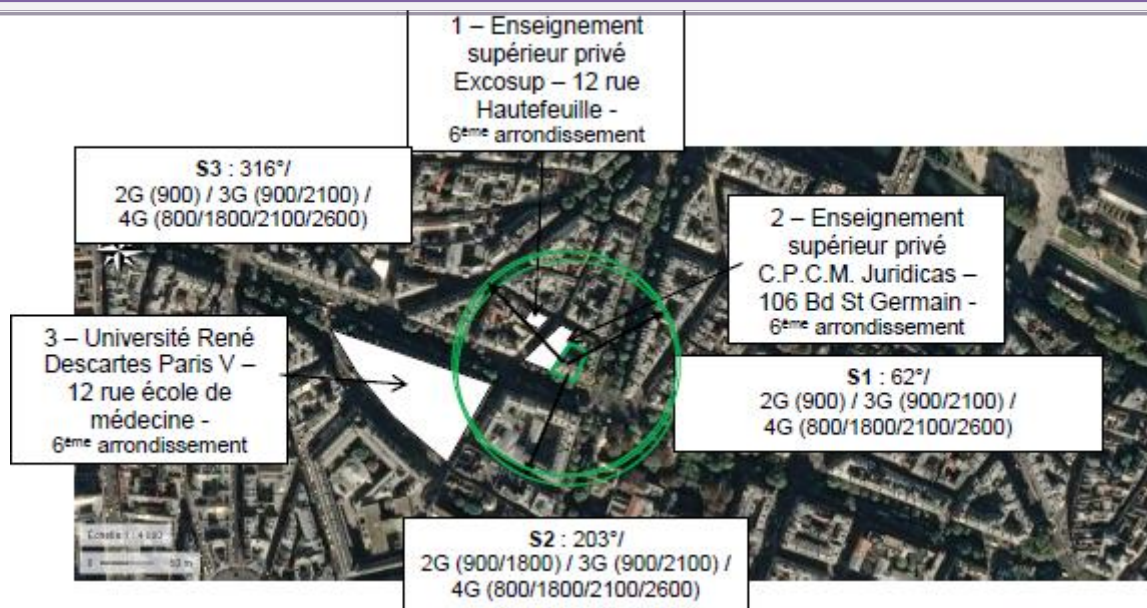 1 – Enseignement
supérieur privé
Excosup – 12 rue
Hautefeuille -
6ème arrondissement
S3 : 316°/
2G (900) / 3G (900/2100) /
4G (800/1800/2100/2600)
2 – Enseignement
supérieur privé
C.P.C.M. Juridicas –
106 Bd St Germain -
6ème arrondissement
3 – Université René
Descartes Paris V –
12 rue école de
médecine -
6ème arrondissement
S1 : 62°/
2G (900) / 3G (900/2100) /
4G (800/1800/2100/2600)
S2 : 203°/
2G (900/1800) / 3G (900/2100) /
4G (800/1800/2100/2600)
Echelle 1 :
0